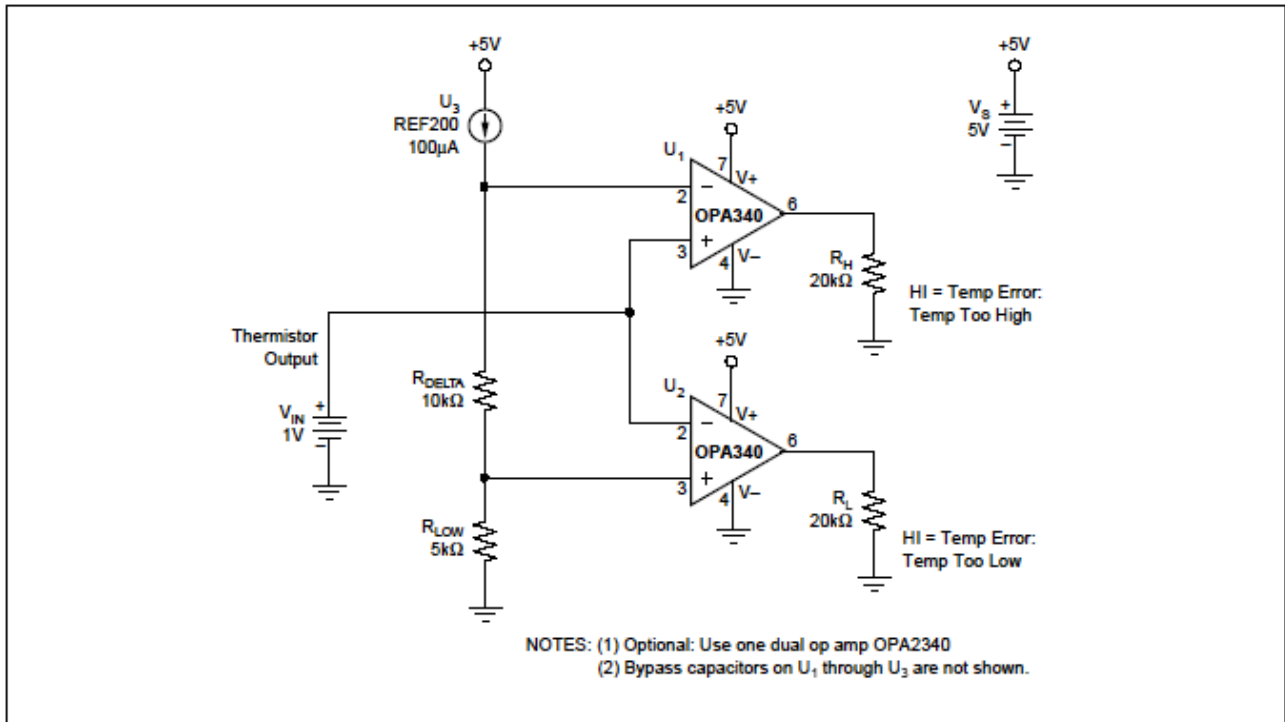 +5V
U3
REF200
100µA
+5V
U1
7
V+
2
−
OPA340
6
3
+
4
V−
RH
20kΩ
HI = Temp Error:
Temp Too High
+5V
VS
+
5V
−
Thermistor
Output
VIN
+
1V
−
RDELTA
10kΩ
RLOW
5kΩ
+5V
U2
7
V+
2
−
OPA340
6
3
+
4
V−
RL
20kΩ
HI = Temp Error:
Temp Too Low
NOTES: (1) Optional: Use one dual op amp OPA2340
(2) Bypass capacitors on U1 through U3 are not shown.